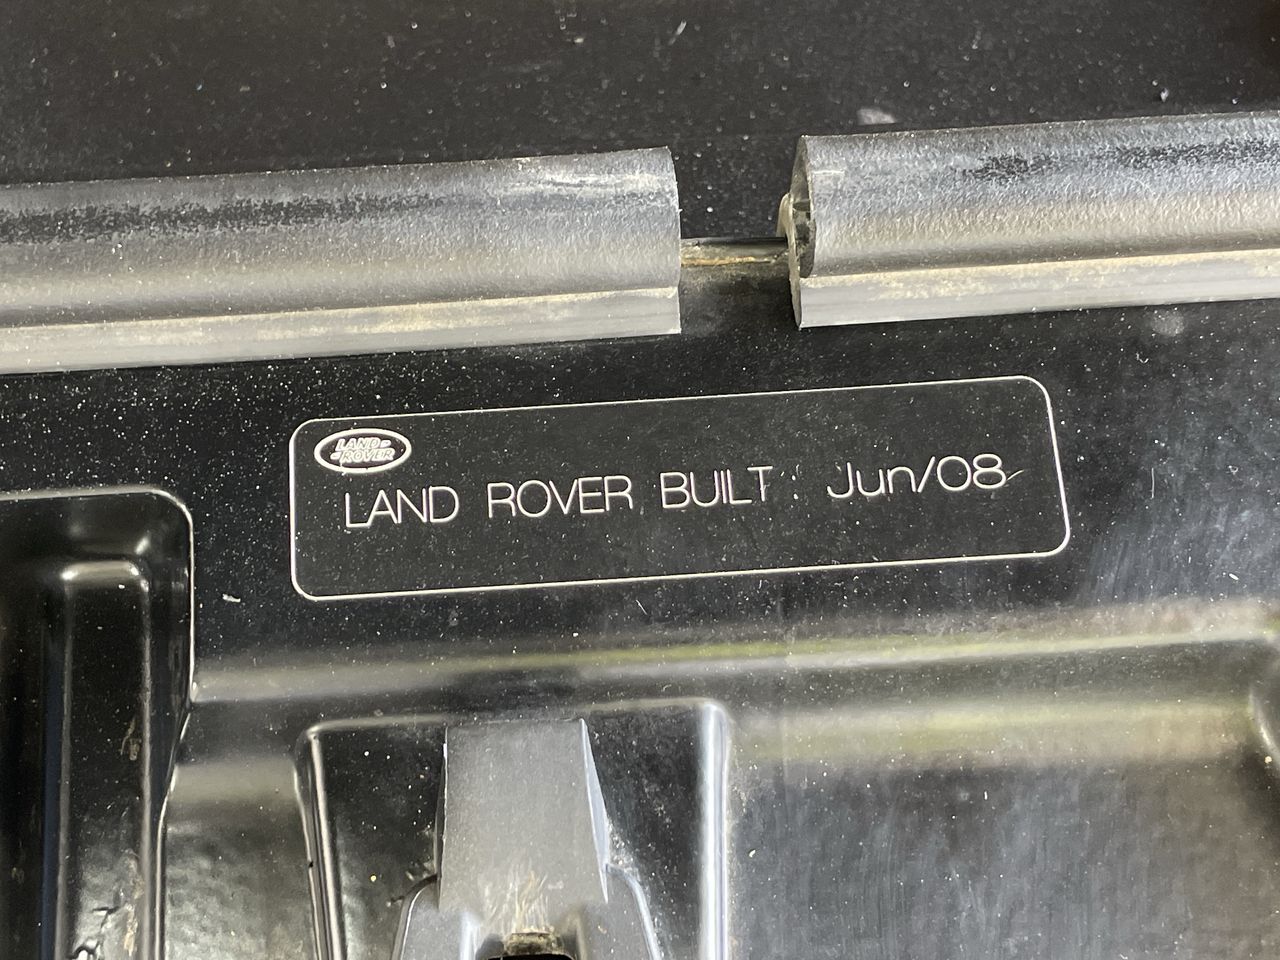 LAND-
-ROVER
LAND ROVER BUILT: Jun/08